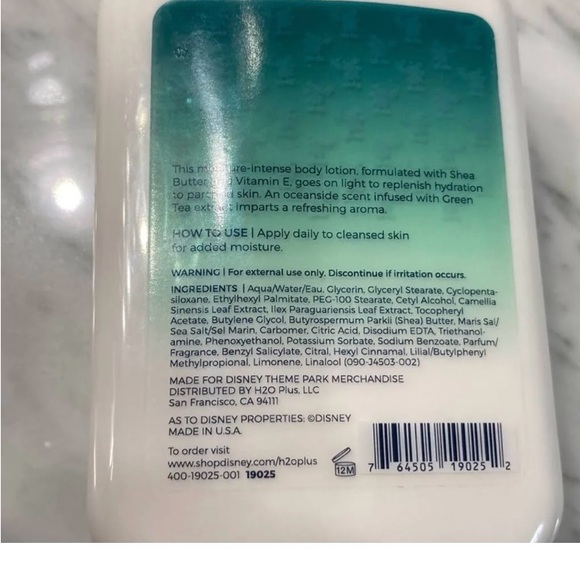 This moisture-intense body lotion, formulated with Shea
Butter and Vitamin E, goes on light to replenish hydration
to parched skin. An oceanside scent infused with Green
Tea extract imparts a refreshing aroma.
HOW TO USE | Apply daily to cleansed skin
for added moisture.
WARNING | For external use only. Discontinue if irritation occurs.
INGREDIENTS | Aqua/Water/Eau, Glycerin, Glyceryl Stearate, Cyclopenta-
siloxane, Ethylhexyl Palmitate, PEG-100 Stearate, Cetyl Alcohol, Camellia
Sinensis Leaf Extract, Ilex Paraguariensis Leaf Extract, Tocopheryl
Acetate, Butylene Glycol, Butyrospermum Parkii (Shea) Butter, Maris Sal/
Sea Salt/Sel Marin, Carbomer, Citric Acid, Disodium EDTA, Triethanol-
amine, Phenoxyethanol, Potassium Sorbate, Sodium Benzoate, Parfum/
Fragrance, Benzyl Salicylate, Citral, Hexyl Cinnamal, Lilial/Butylphenyl
Methylpropional, Limonene, Linalool (090-J4503-002)
MADE FOR DISNEY THEME PARK MERCHANDISE
DISTRIBUTED BY H2O Plus, LLC
San Francisco, CA 94111
AS TO DISNEY PROPERTIES: ©DISNEY
MADE IN U.S.A.
To order visit
www.shopdisney.com/h2oplus
400-19025-001 19025
12M
7 64505 19025 2